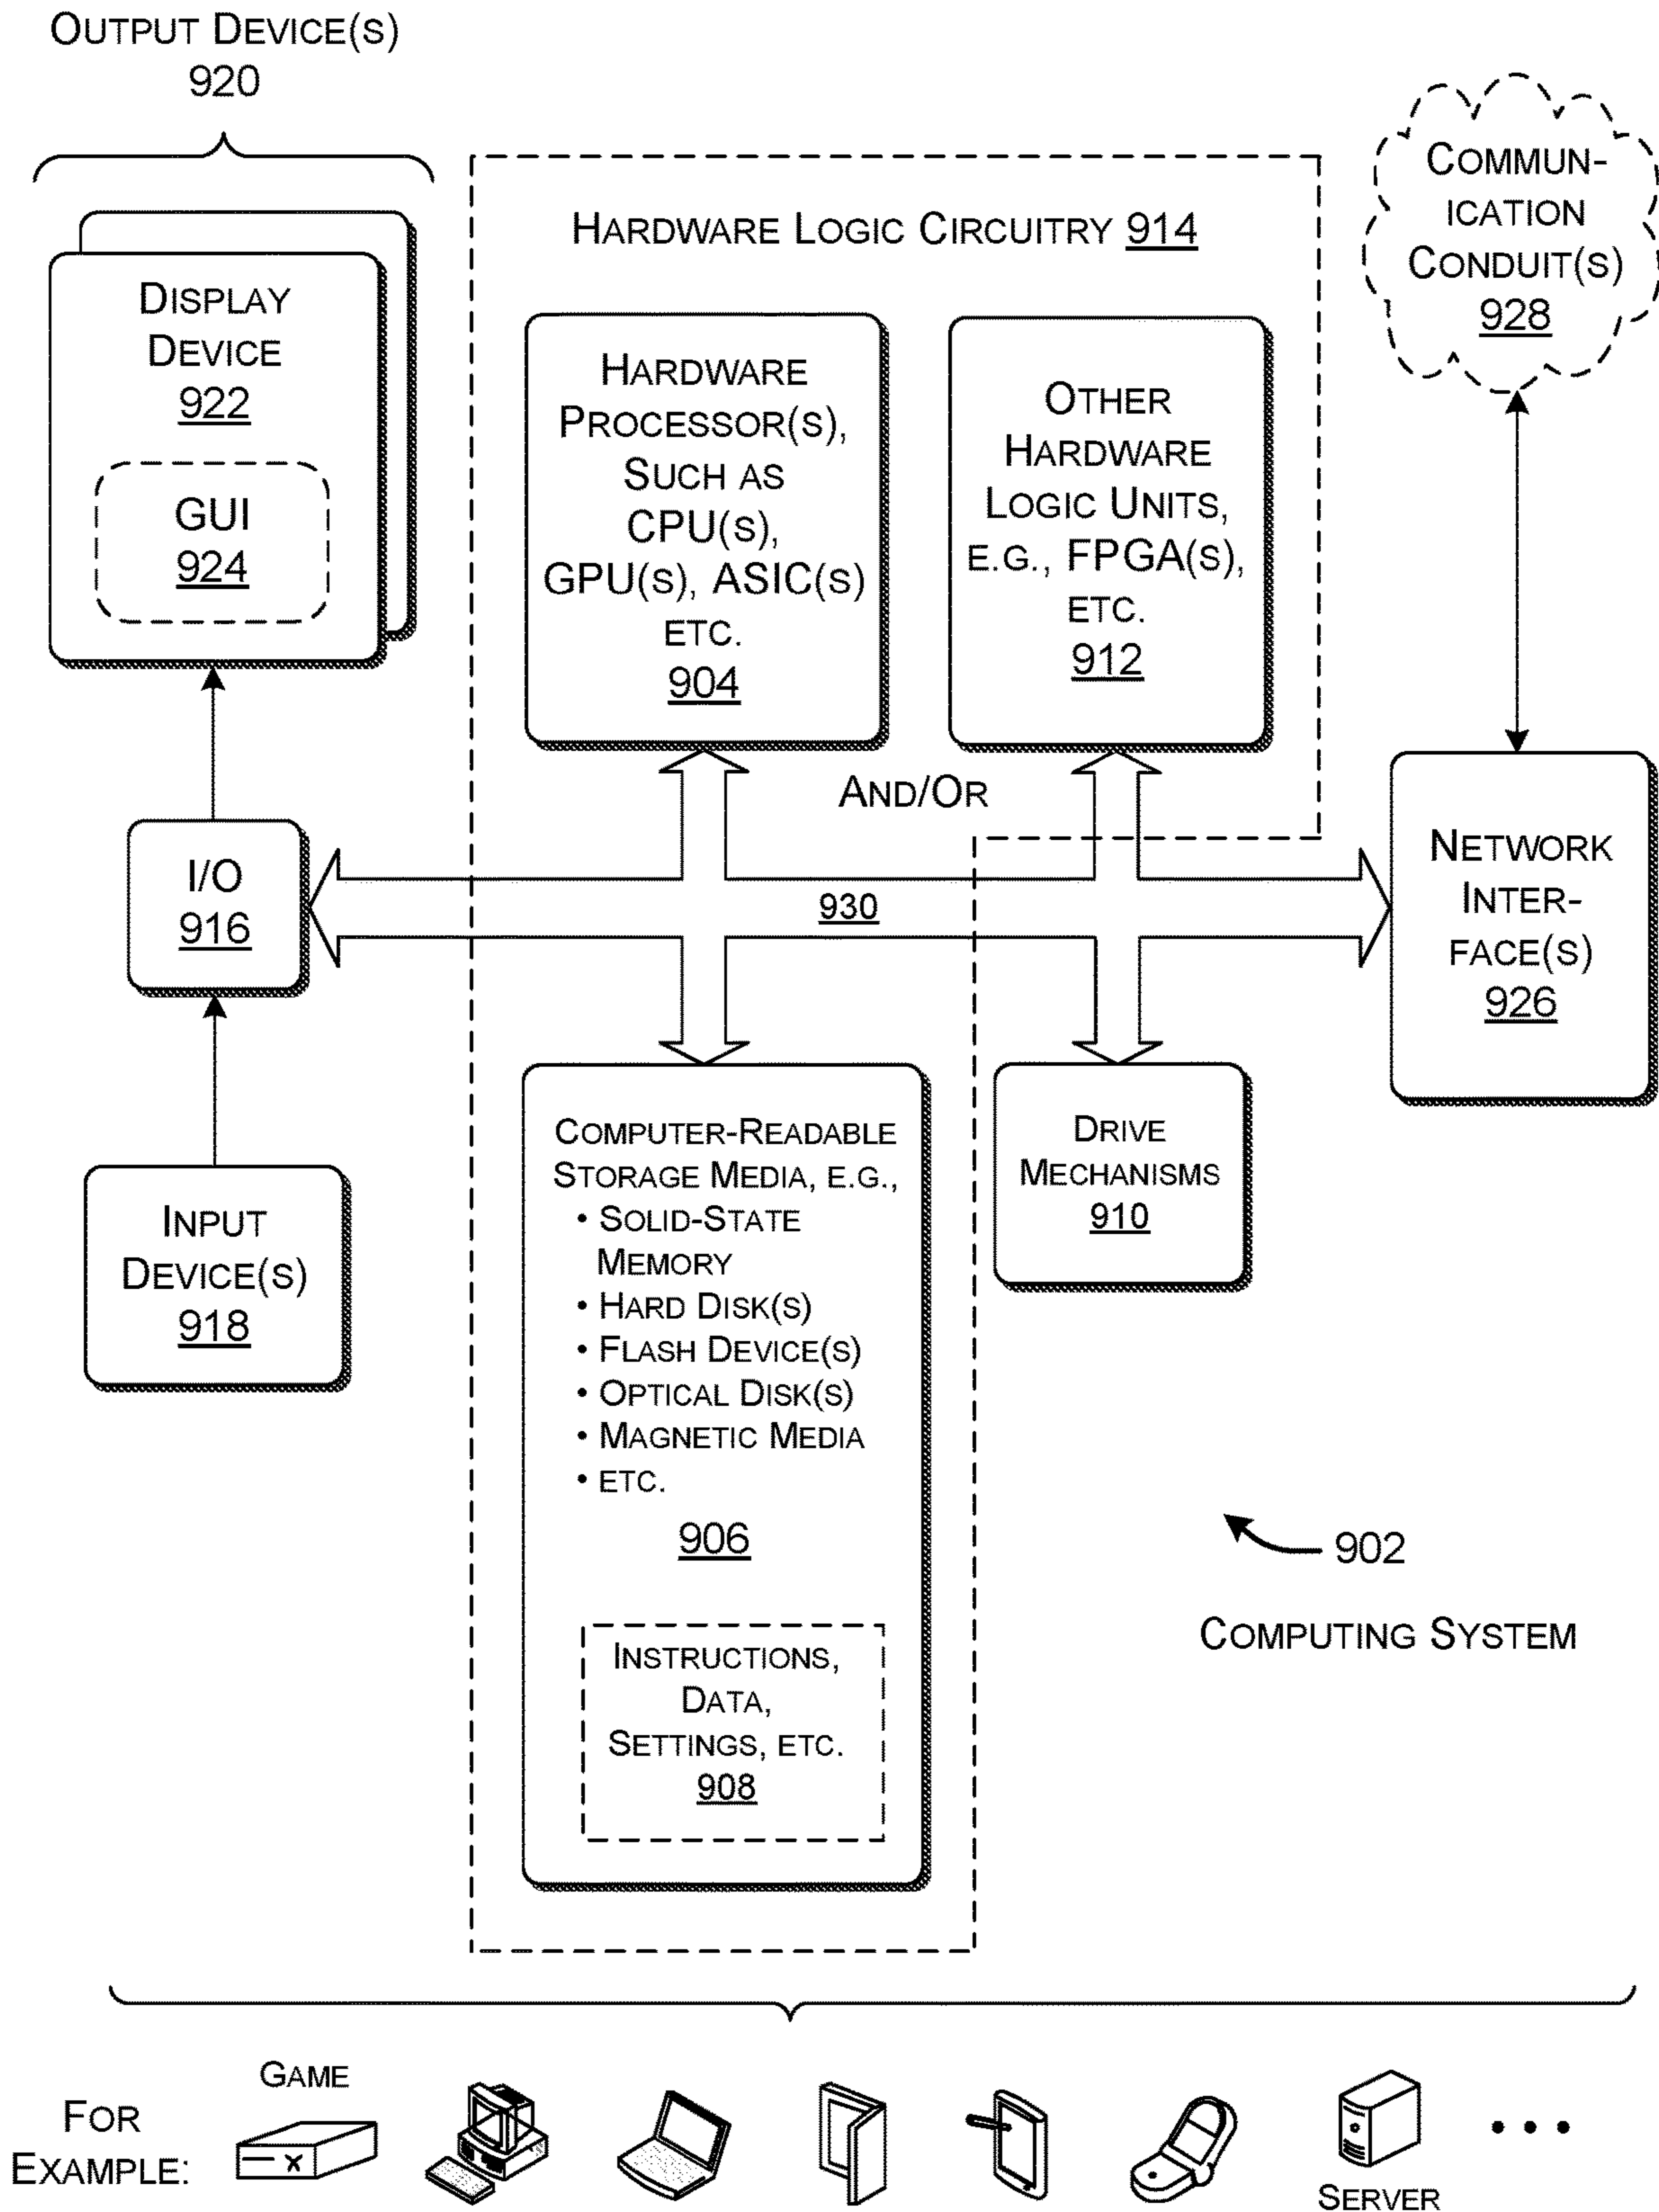 OUTPUT DEVICE(S)
920
DISPLAY
DEVICE
922
GUI
924
I/O
916
INPUT
DEVICE(S)
918
HARDWARE LOGIC CIRCUITRY 914
HARDWARE
PROCESSOR(S),
SUCH AS
CPU(S),
GPU(S), ASIC(S)
ETC.
904
OTHER
HARDWARE
LOGIC UNITS,
E.G., FPGA(S),
ETC.
912
AND/OR
930
COMPUTER-READABLE
STORAGE MEDIA, E.G.,
• SOLID-STATE
MEMORY
• HARD DISK(S)
• FLASH DEVICE(S)
• OPTICAL DISK(S)
• MAGNETIC MEDIA
• ETC.
906
INSTRUCTIONS,
DATA,
SETTINGS, ETC.
908
DRIVE
MECHANISMS
910
COMMUN-
ICATION
CONDUIT(S)
928
NETWORK
INTER-
FACE(S)
926
902
COMPUTING SYSTEM
FOR
EXAMPLE:
GAME
X
SERVER
• • •